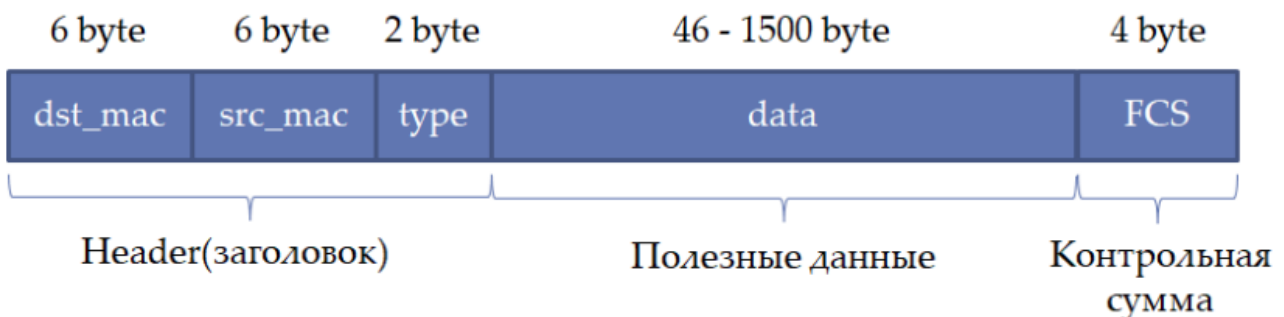 6 byte 6 byte 2 byte 46 - 1500 byte 4 byte
dst_mac src_mac type data FCS
Header(заголовок) Полезные данные Контрольная
сумма